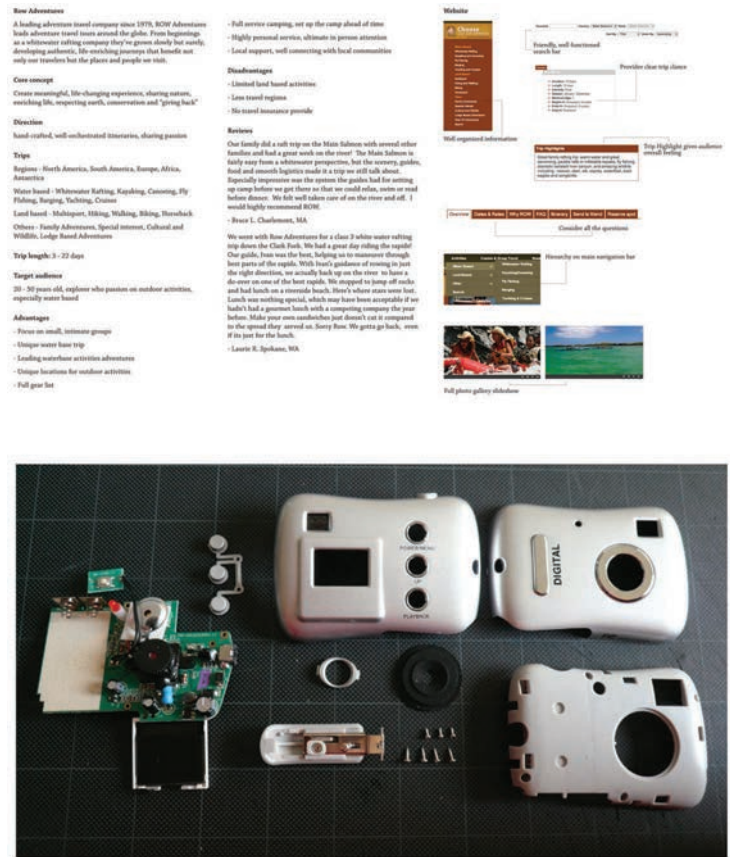 Row Adventures
A leading adventure travel company since 1979, ROW Adventures
leads adventure travel tours around the globe. From beginnings
as a whitewater rafting company they've grown slowly but surely,
developing authentic, life-enriching journeys that benefit not
only our travelers but the places and people we visit.
Core concept
Create meaningful, life-changing experience, sharing nature,
enriching life, respecting earth, conservation and "giving back"
Direction
hand-crafted, well-orchestrated itineraries, sharing passion
Trips
Regions - North America, South America, Europe, Africa,
Antarctica
Water based - Whitewater Rafting, Kayaking, Canoeing, Fly
Fishing, Barging, Yachting, Cruises
Land based - Multisport, Hiking, Walking, Biking, Horseback
Others - Family Adventures, Special interest, Cultural and
Wildlife, Lodge Based Adventures
Trip length: 3 - 22 days
Target audience
20 - 50 years old, explorer who passion on outdoor activities,
especially water based
Advantages
- Focus on small, intimate groups
- Unique water base trip
- Leading waterbase activities adventures
- Unique locations for outdoor activities
- Full gear list
- Full service camping, set up the camp ahead of time
- Highly personal service, ultimate in person attention
- Local support, well connecting with local communities
Disadvantages
- Limited land based activities
- Less travel regions
- No travel insurance provide
Reviews
Our family did a raft trip on the Main Salmon with several other
families and had a great week on the river! The Main Salmon is
fairly easy from a whitewater perspective, but the scenery, guides,
food and smooth logistics made it a trip we still talk about.
Especially impressive was the system the guides had for setting
up camp before we got there so that we could relax, swim or read
before dinner. We felt well taken care of on the river and off. I
would highly recommend ROW.
- Bruce L. Charlemont, MA
We went with Row Adventures for a class 3 white water rafting
trip down the Clark Fork. We had a great day riding the rapids!
Our guide, Ivan was the best, helping us to maneuver through
best parts of the rapids. With Ivan's guidance of rowing in just
the right direction, we actually back up on the river to have a
do-over on one of the best rapids. We stopped to jump off rocks
and had lunch on a riverside beach. Here's where stars were lost.
Lunch was nothing special, which may have been acceptable if we
hadn't had a gourmet lunch with a competing company the year
before. Make your own sandwiches just doesn't cut it compared
to the spread they served us. Sorry Row. We gotta go back, even
if its just for the lunch.
- Laurie R. Spokane, WA
Website
Friendly, well-functioned
search bar
Provider clear trip glance
Well organized information
Trip Highlights
Trip Highlight gives audience
overall feeling
Overview Dates & Rates Why ROW FAQ Itinerary Send to friend Reserve spot
Consider all the questions
Hierarchy on main navigation bar
Full photo gallery slideshow
POWER/MENU
UP
PLAYBACK
DIGITAL